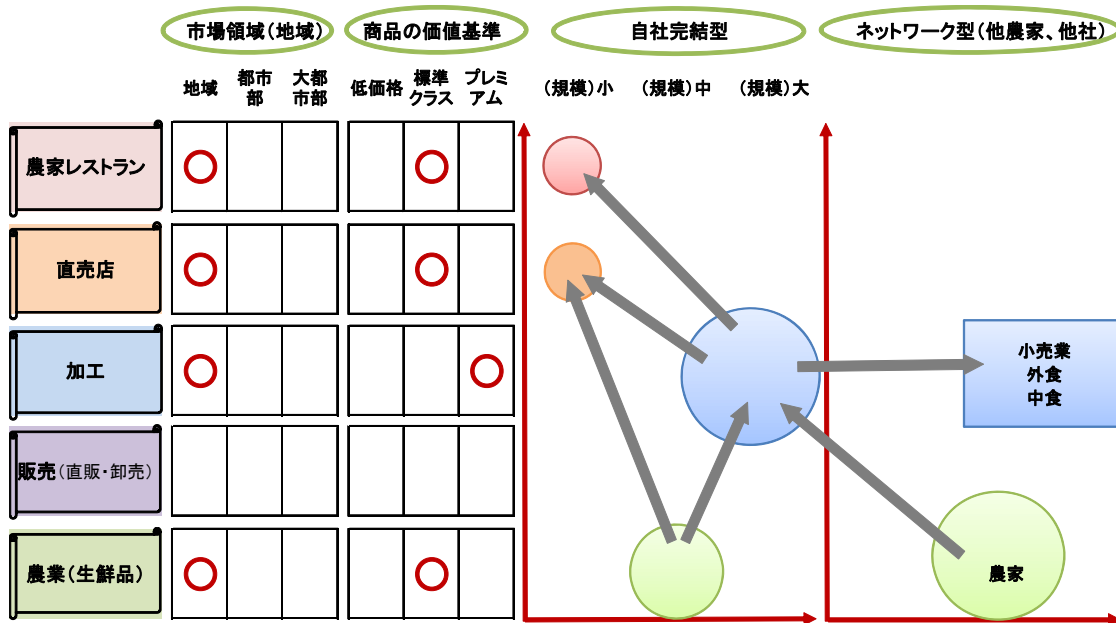 市場領域(地域)
商品の価値基準
自社完結型
ネットワーク型(他農家、他社)
地域
都市
部
大都
市部
低価格
標準
クラス
プレミ
アム
(規模)小
(規模)中
(規模)大
農家レストラン
直売店
加工
小売業
外食
中食
販売(直販・卸売)
農業(生鮮品)
農家